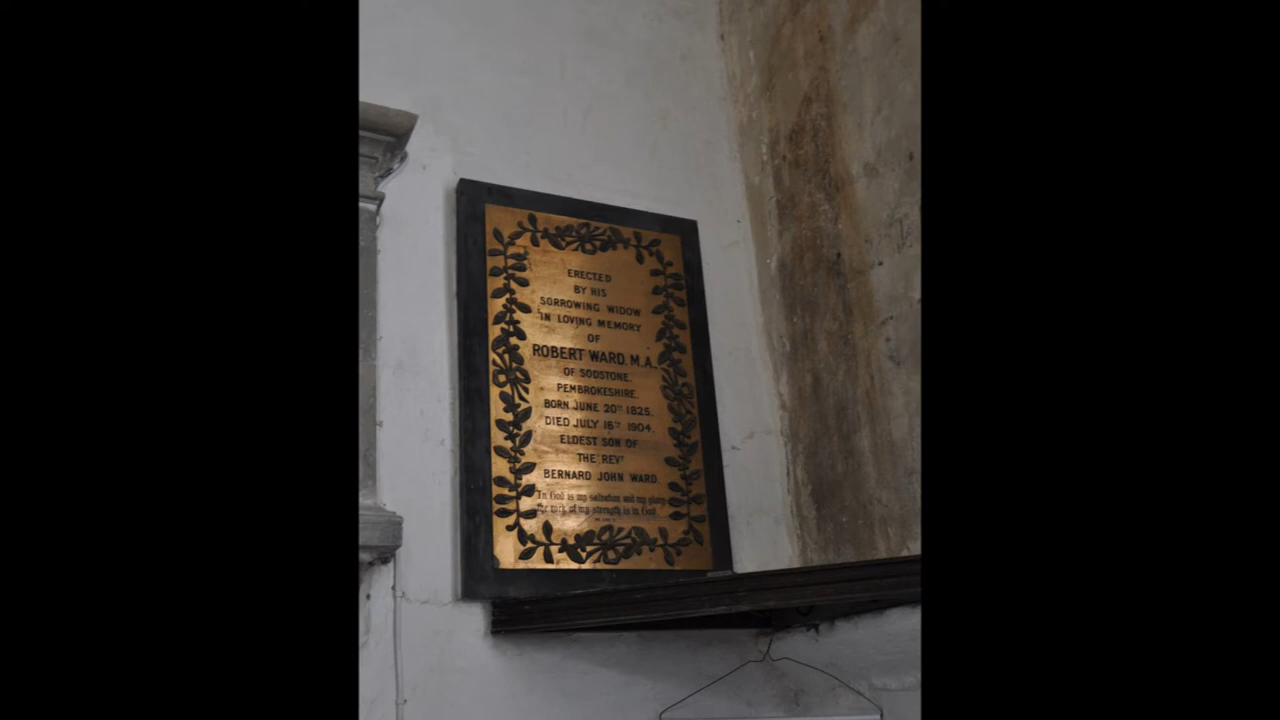 ERECTED
BY HIS
SORROWING WIDOW
IN LOVING MEMORY
OF
ROBERT WARD, M.A.,
OF SODSTONE,
PEMBROKESHIRE.
BORN JUNE 20TH 1825.
DIED JULY 16TH 1904.
ELDEST SON OF
THE REVD
BERNARD JOHN WARD.
In God is my salvation and my glory
the rock of my strength is in God